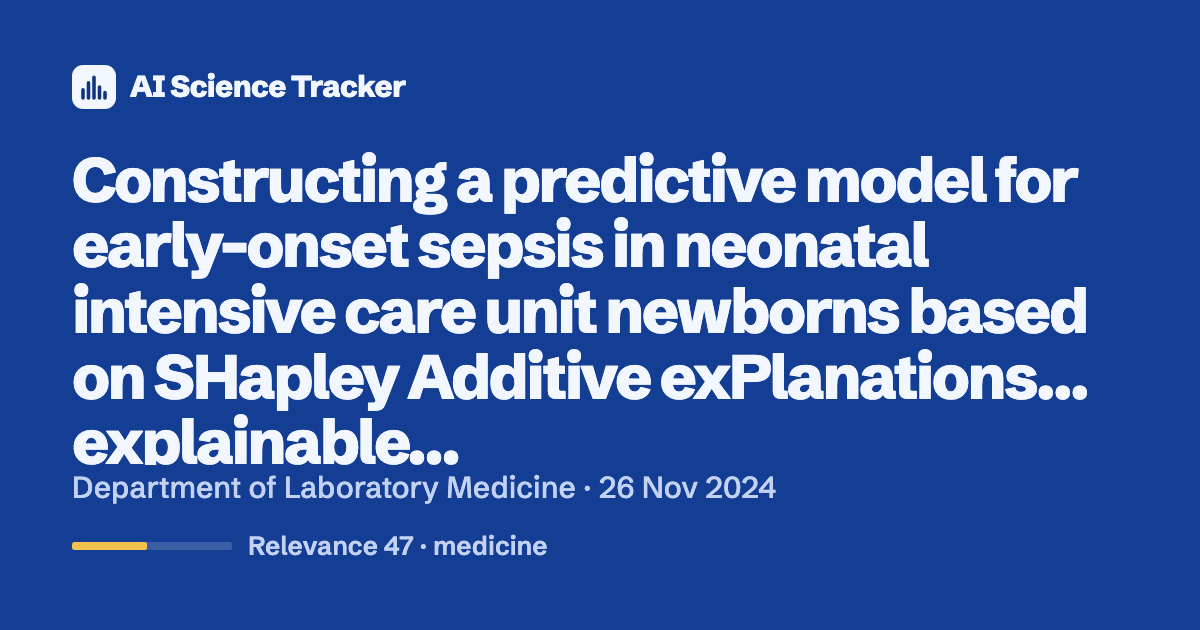 AI Science Tracker
Constructing a predictive model for
early-onset sepsis in neonatal
intensive care unit newborns based
on SHapley Additive exPlanations...
explainable...
Department of Laboratory Medicine · 26 Nov 2024
Relevance 47 · medicine